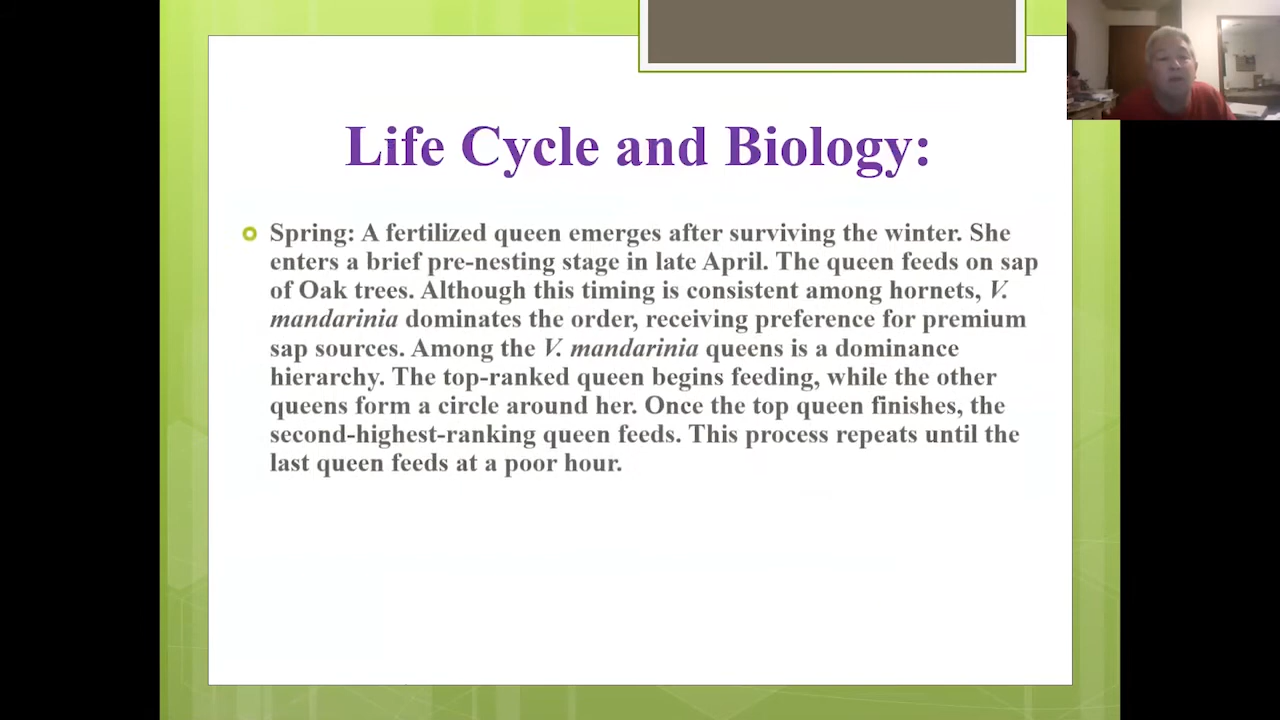 Life Cycle and Biology:
Spring: A fertilized queen emerges after surviving the winter. She
enters a brief pre-nesting stage in late April. The queen feeds on sap
of Oak trees. Although this timing is consistent among hornets, V.
mandarinia dominates the order, receiving preference for premium
sap sources. Among the V. mandarinia queens is a dominance
hierarchy. The top-ranked queen begins feeding, while the other
queens form a circle around her. Once the top queen finishes, the
second-highest-ranking queen feeds. This process repeats until the
last queen feeds at a poor hour.